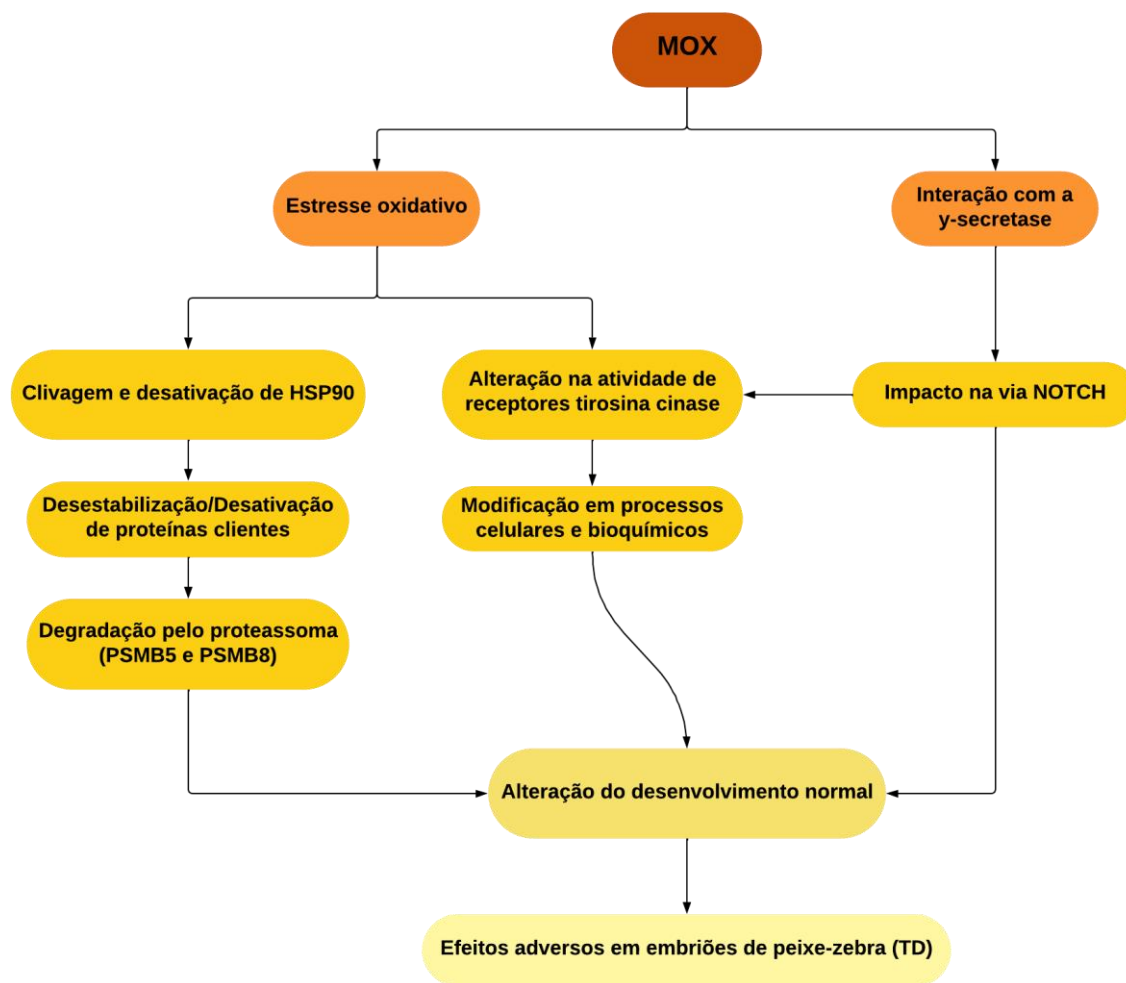 MOX
Estresse oxidativo
Interação com a
y-secretase
Clivagem e desativação de HSP90
Alteração na atividade de
receptores tirosina cinase
Impacto na via NOTCH
Desestabilização/Desativação
de proteínas clientes
Modificação em processos
celulares e bioquímicos
Degradação pelo proteassoma
(PSMB5 e PSMB8)
Alteração do desenvolvimento normal
Efeitos adversos em embriões de peixe-zebra (TD)